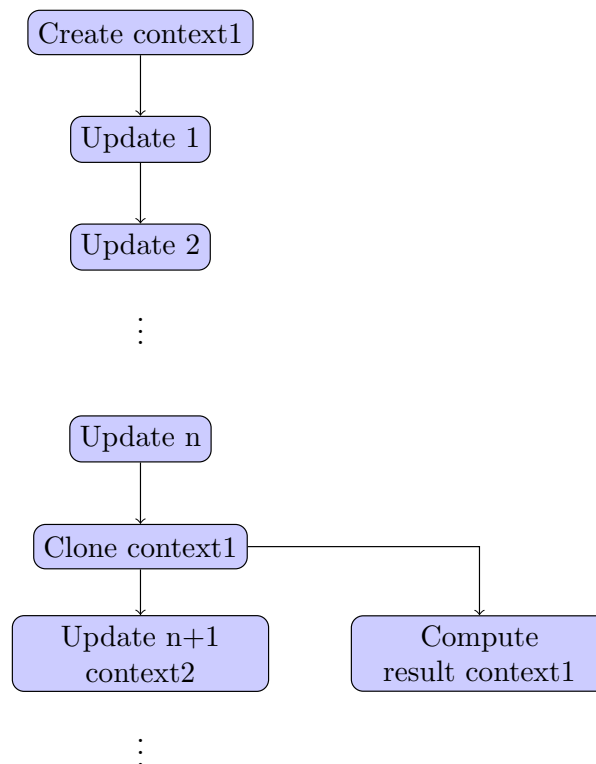 Create context1
Update 1
Update 2
⋮
Update n
Clone context1
Update n+1
context2
Compute
result context1
⋮